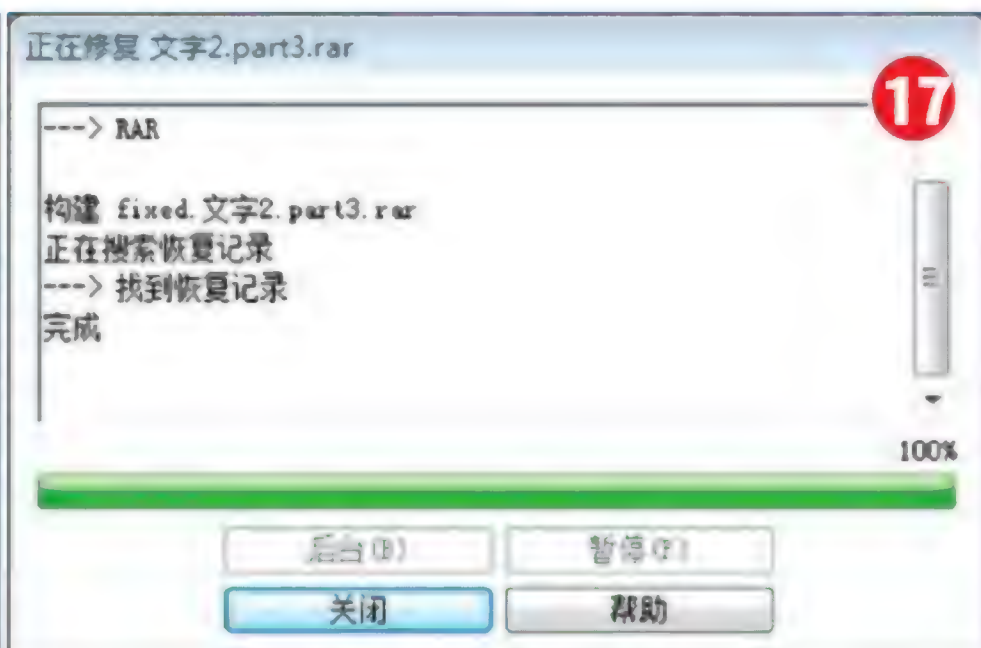 正在修复 文字2.part3.rar
17
---> RAR
构建 fixed.文字2.part3.rar
正在搜索恢复记录
---> 找到恢复记录
完成
100%
后台(B)
暂停(P)
关闭
帮助